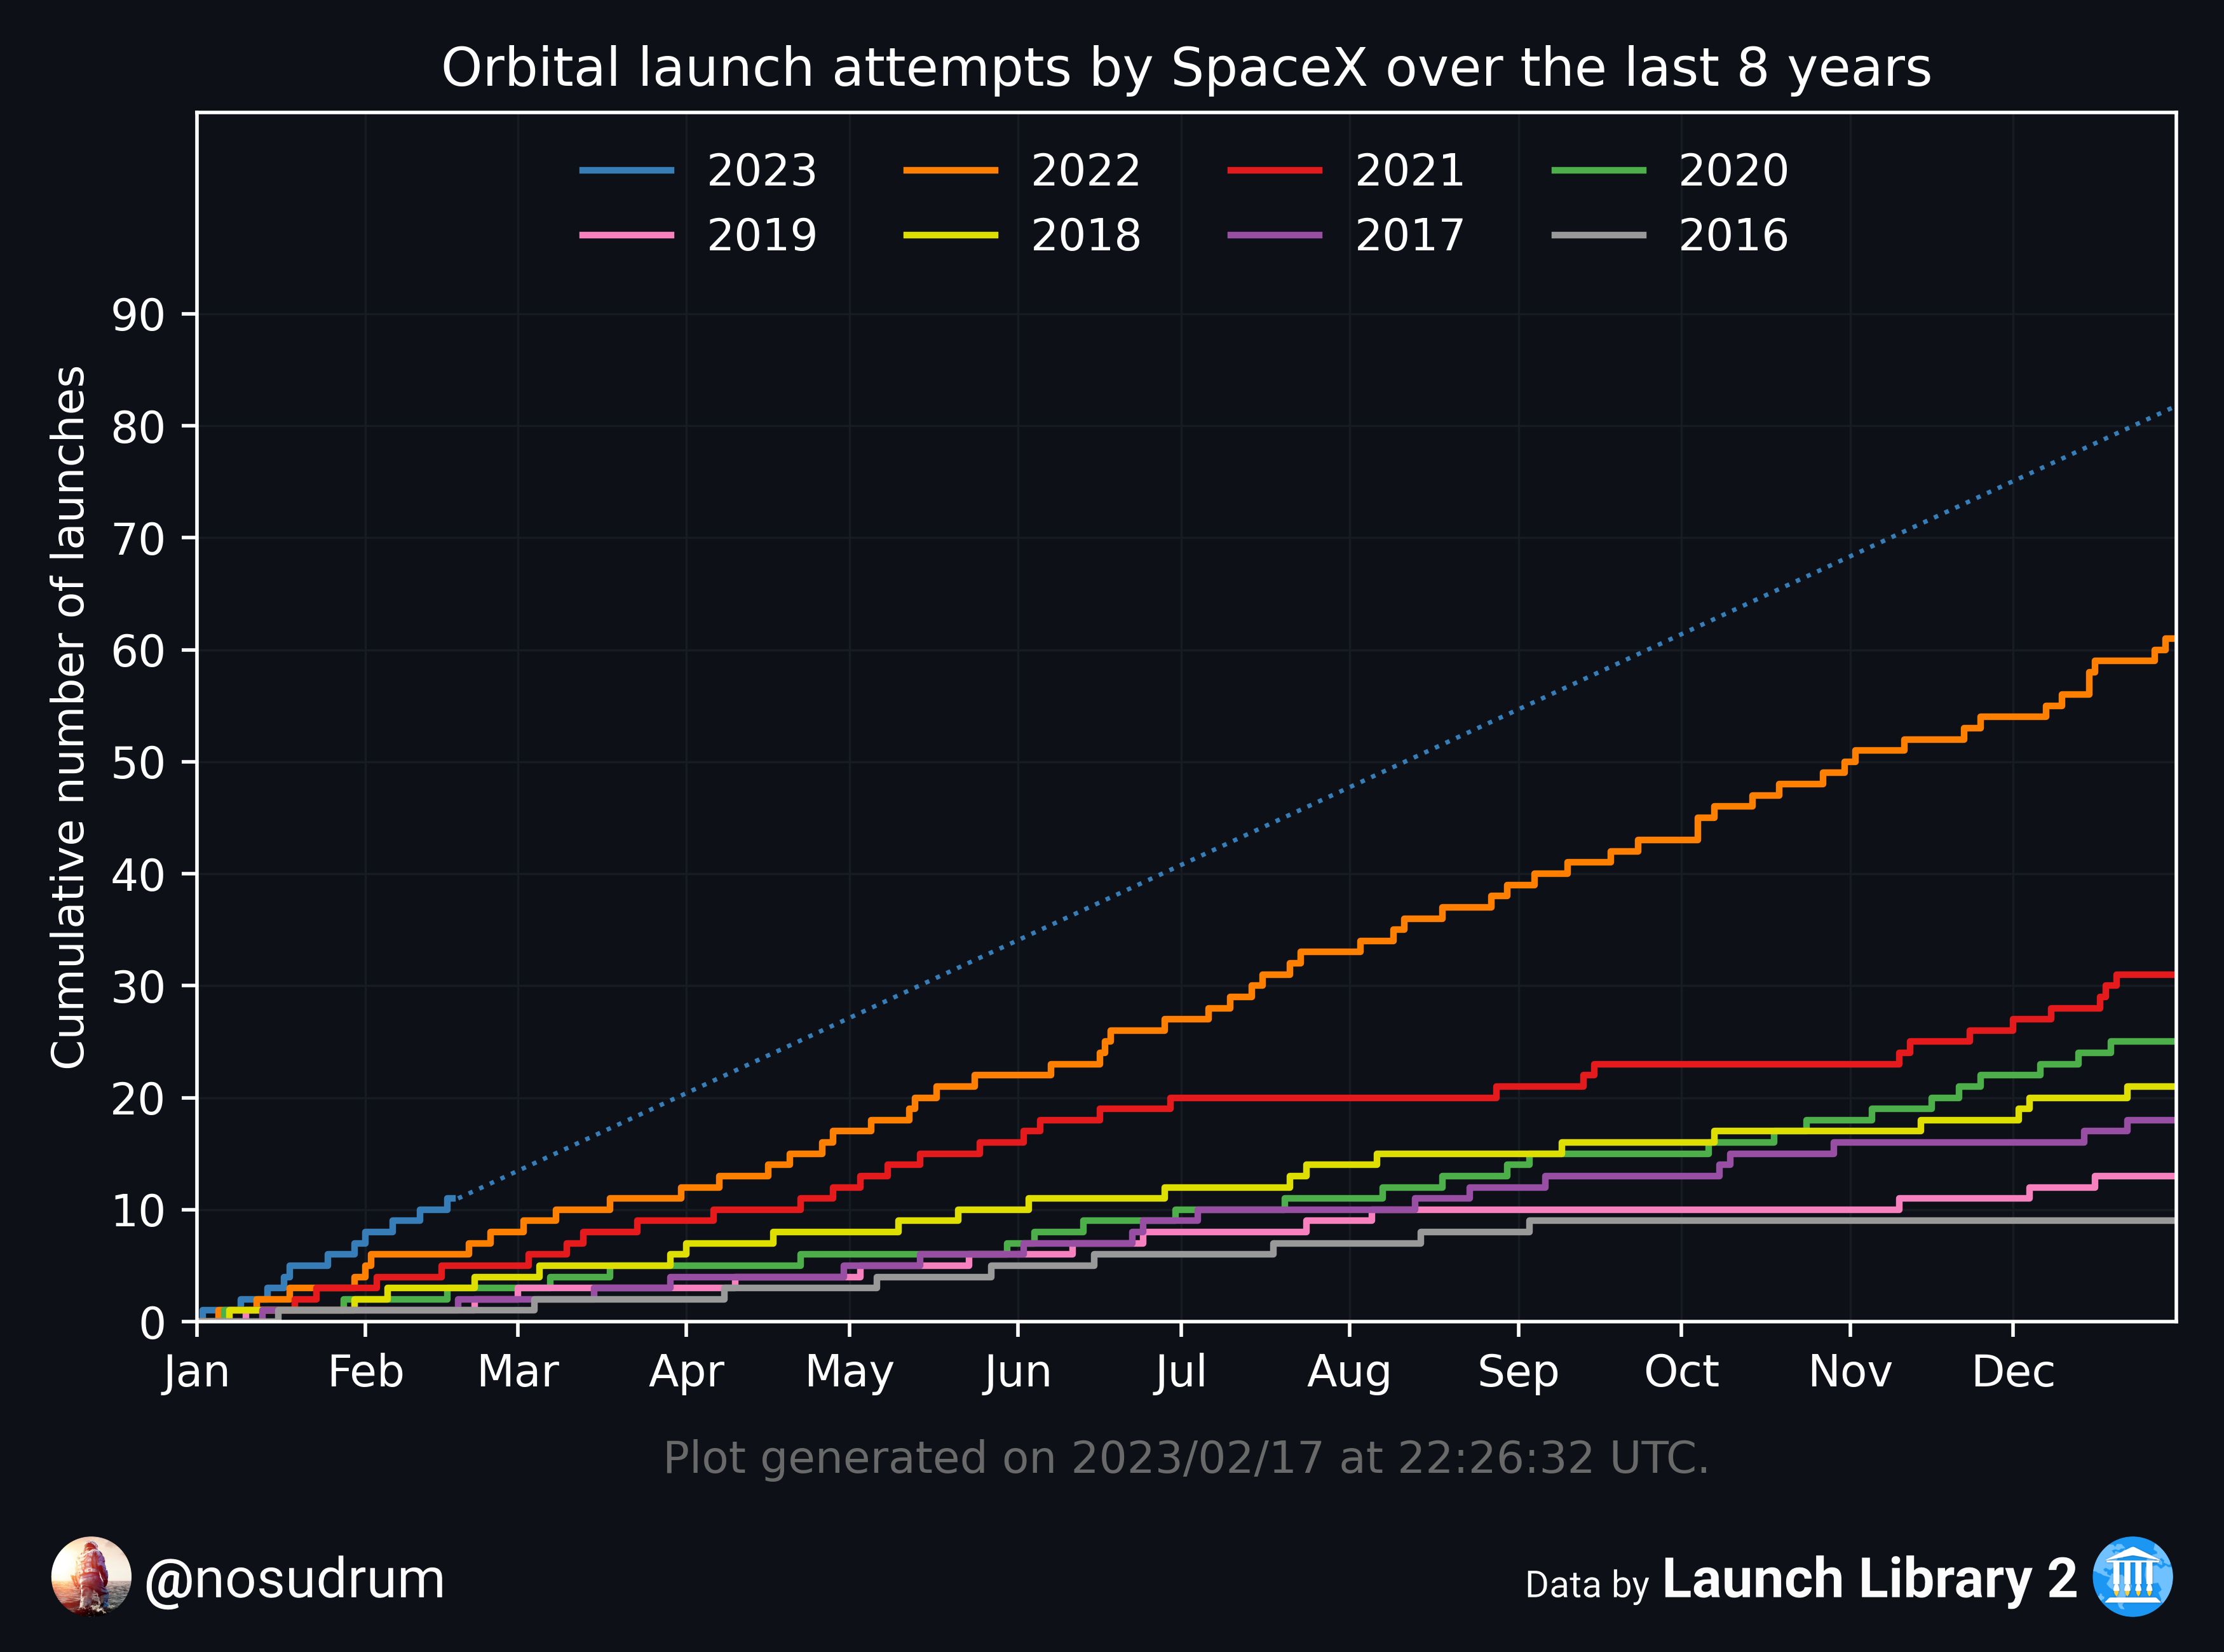 Orbital launch attempts by SpaceX over the last 8 years
2023 2022 2021 2020
2019 2018 2017 2016
Cumulative number of launches
90
80
70
60
50
40
30
20
10
0
Jan Feb Mar Apr May Jun Jul Aug Sep Oct Nov Dec
Plot generated on 2023/02/17 at 22:26:32 UTC.
@nosudrum
Data by Launch Library 2